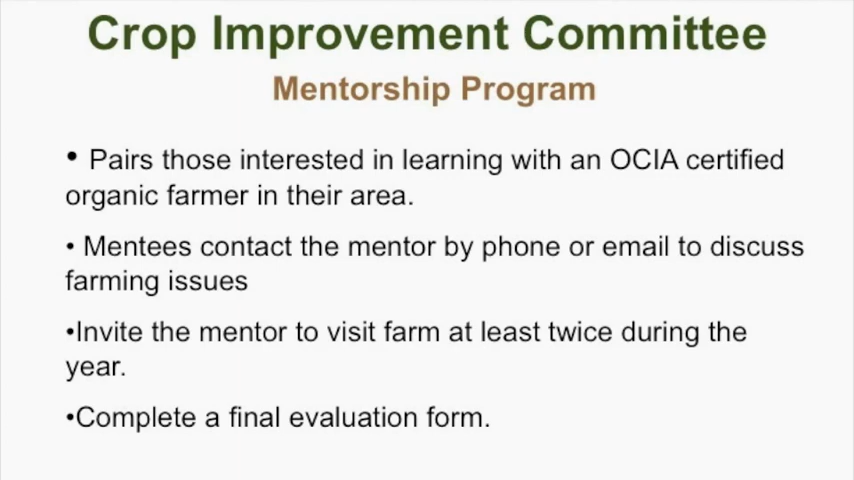 Crop Improvement Committee
Mentorship Program
• Pairs those interested in learning with an OCIA certified
organic farmer in their area.
• Mentees contact the mentor by phone or email to discuss
farming issues
•Invite the mentor to visit farm at least twice during the
year.
•Complete a final evaluation form.